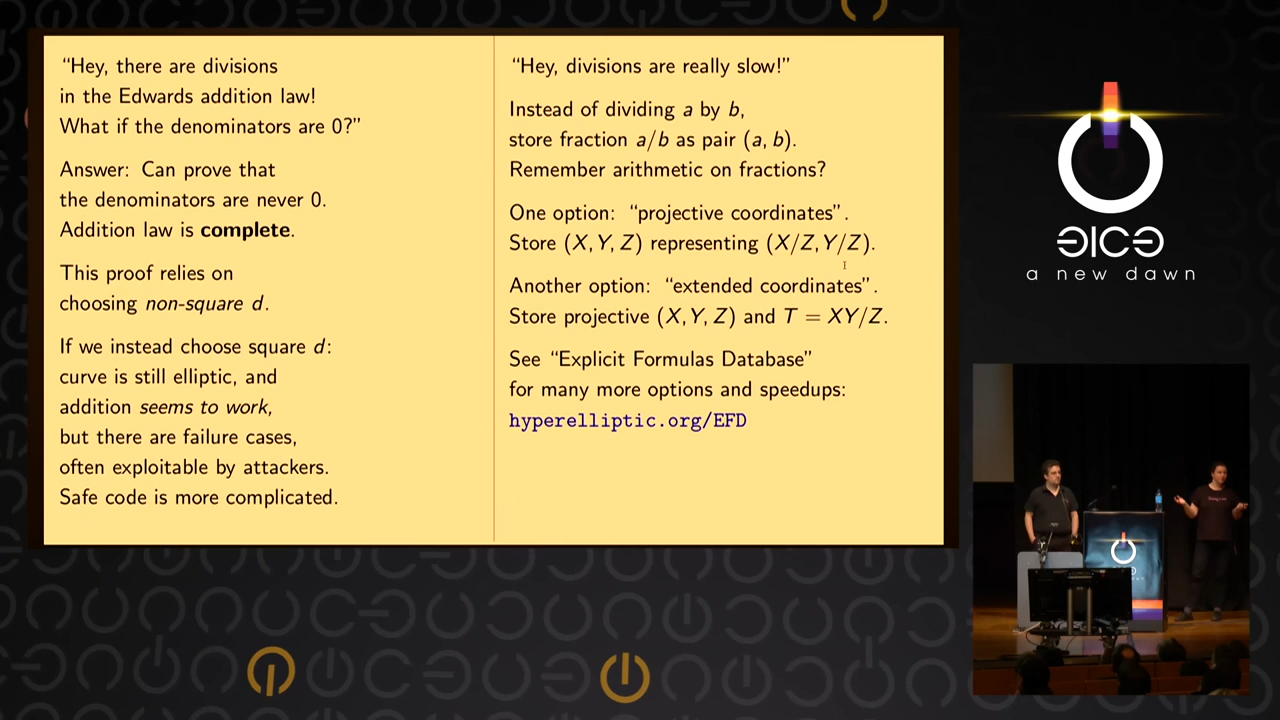 “Hey, there are divisions
in the Edwards addition law!
What if the denominators are 0?”
Answer: Can prove that
the denominators are never 0.
Addition law is complete.
This proof relies on
choosing non-square d.
If we instead choose square d:
curve is still elliptic, and
addition seems to work,
but there are failure cases,
often exploitable by attackers.
Safe code is more complicated.
“Hey, divisions are really slow!”
Instead of dividing a by b,
store fraction a/b as pair (a, b).
Remember arithmetic on fractions?
One option: “projective coordinates”.
Store (X, Y, Z) representing (X/Z, Y/Z).
Another option: “extended coordinates”.
Store projective (X, Y, Z) and T = XY/Z.
See “Explicit Formulas Database”
for many more options and speedups:
hyperelliptic.org/EFD
a new dawn